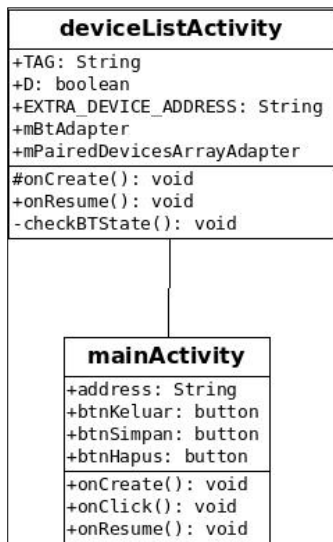 deviceListActivity
+TAG: String
+D: boolean
+EXTRA_DEVICE_ADDRESS: String
+mBtAdapter
+mPairedDevicesArrayAdapter
#onCreate(): void
+onResume(): void
-checkBTState(): void
mainActivity
+address: String
+btnKeluar: button
+btnSimpan: button
+btnHapus: button
+onCreate(): void
+onClick(): void
+onResume(): void